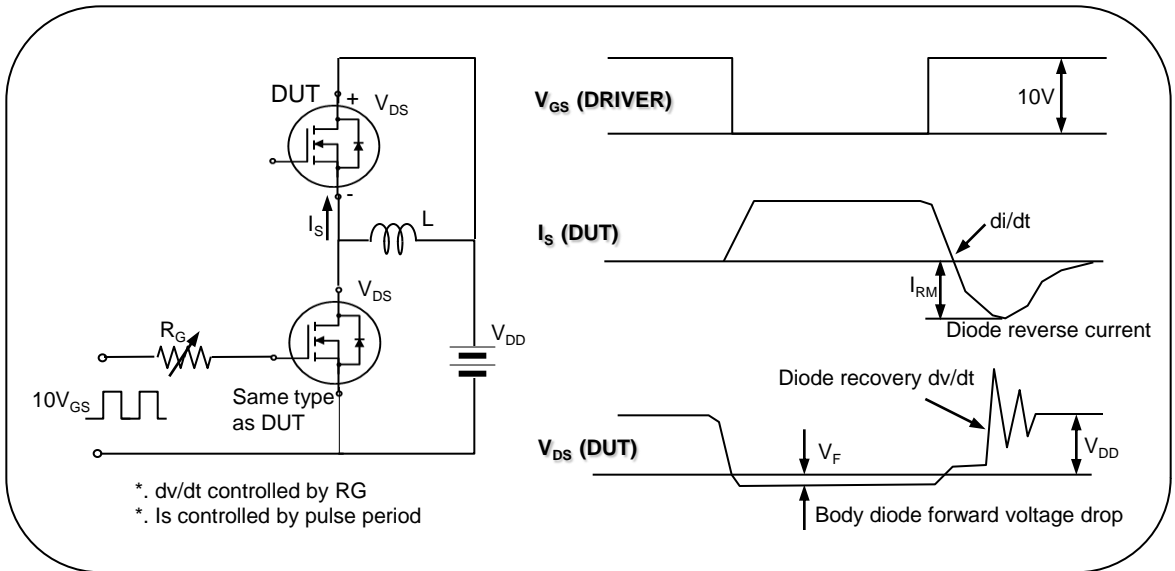 DUT
+
V_DS
-
I_S
L
V_DS
R_G
V_DD
10V_GS
Same type
as DUT
*. dv/dt controlled by RG
*. Is controlled by pulse period
V_GS (DRIVER)
10V
I_S (DUT)
di/dt
I_RM
Diode reverse current
Diode recovery dv/dt
V_DS (DUT)
V_F
V_DD
Body diode forward voltage drop